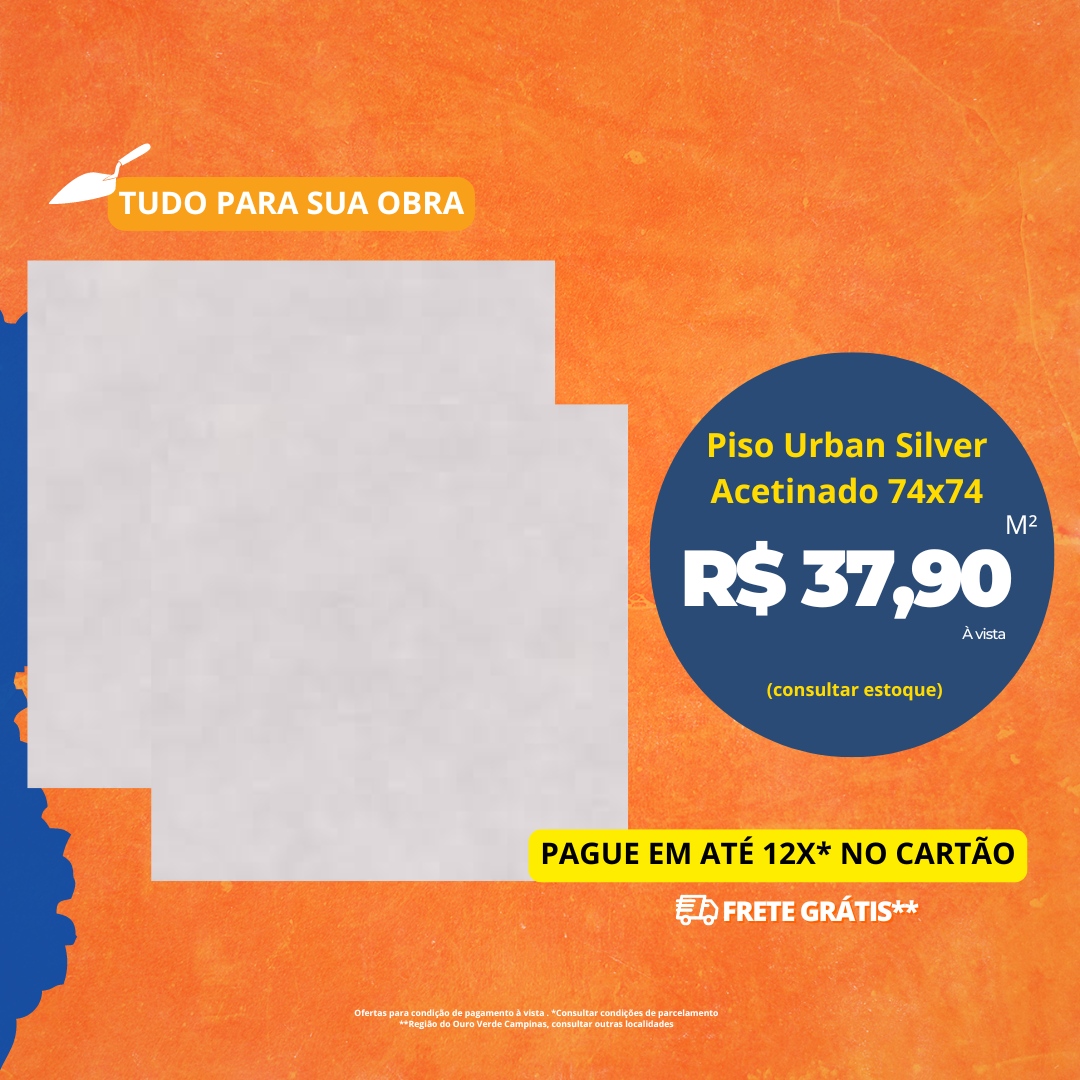 TUDO PARA SUA OBRA
Piso Urban Silver
Acetinado 74x74
M²
R$ 37,90
À vista
(consultar estoque)
PAGUE EM ATÉ 12X* NO CARTÃO
FRETE GRÁTIS**
Ofertas para condição de pagamento à vista . *Consultar condições de parcelamento
**Região do Ouro Verde Campinas, consultar outras localidades